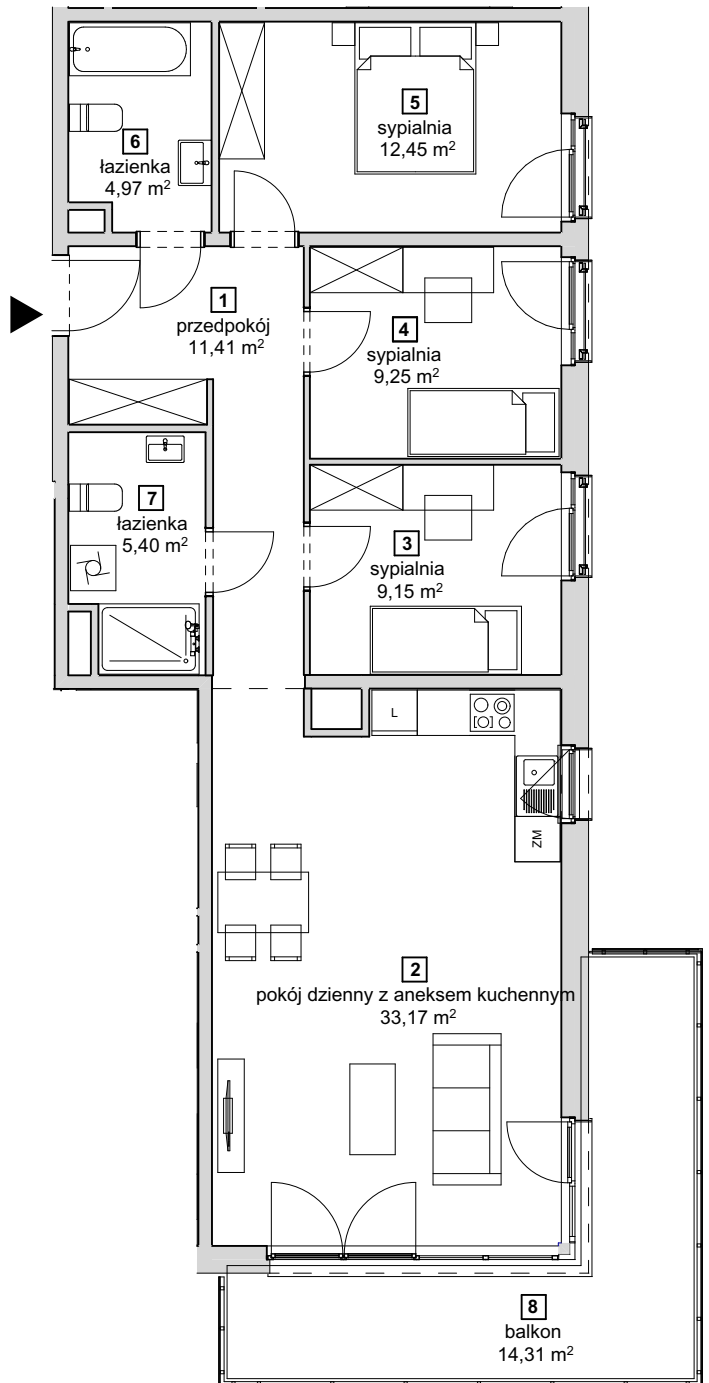 5
sypialnia
12,45 m²
6
łazienka
4,97 m²
1
przedpokój
11,41 m²
4
sypialnia
9,25 m²
7
łazienka
5,40 m²
3
sypialnia
9,15 m²
L
ZM
2
pokój dzienny z aneksem kuchennym
33,17 m²
8
balkon
14,31 m²